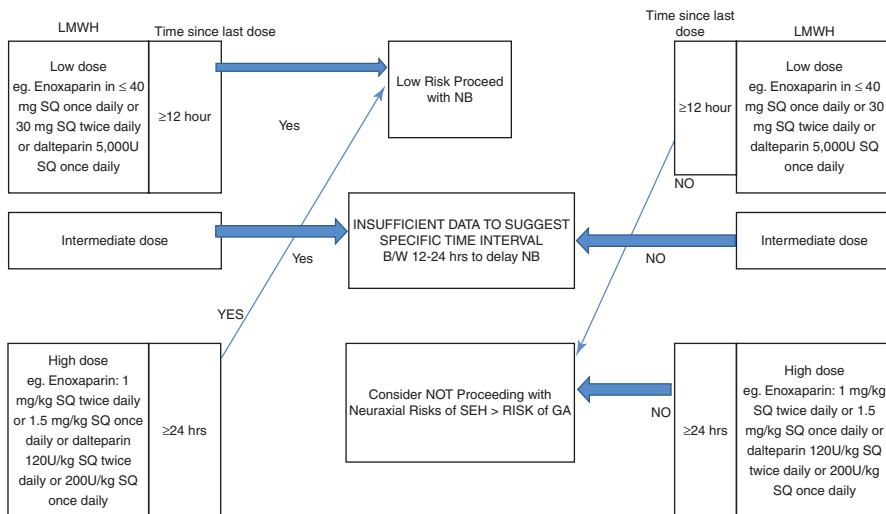 LMWH
Time since last dose
Low dose
eg. Enoxaparin in ≤ 40
mg SQ once daily or
30 mg SQ twice daily
or dalteparin 5,000U
SQ once daily
≥12 hour
Yes
Low Risk Proceed
with NB
Time since last
dose
LMWH
≥12 hour
NO
Low dose
eg. Enoxaparin in ≤ 40
mg SQ once daily or 30
mg SQ twice daily or
dalteparin 5,000U SQ
once daily
Intermediate dose
Yes
INSUFFICIENT DATA TO SUGGEST
SPECIFIC TIME INTERVAL
B/W 12-24 hrs to delay NB
NO
Intermediate dose
YES
High dose
eg. Enoxaparin: 1
mg/kg SQ twice daily
or 1.5 mg/kg SQ once
daily or dalteparin
120U/kg SQ twice
daily or 200U/kg SQ
once daily
≥24 hrs
Consider NOT Proceeding with
Neuraxial Risks of SEH > RISK of GA
NO
≥24 hrs
High dose
eg. Enoxaparin: 1 mg/kg
SQ twice daily or 1.5
mg/kg SQ once daily or
dalteparin 120U/kg SQ
twice daily or 200U/kg
SQ once daily